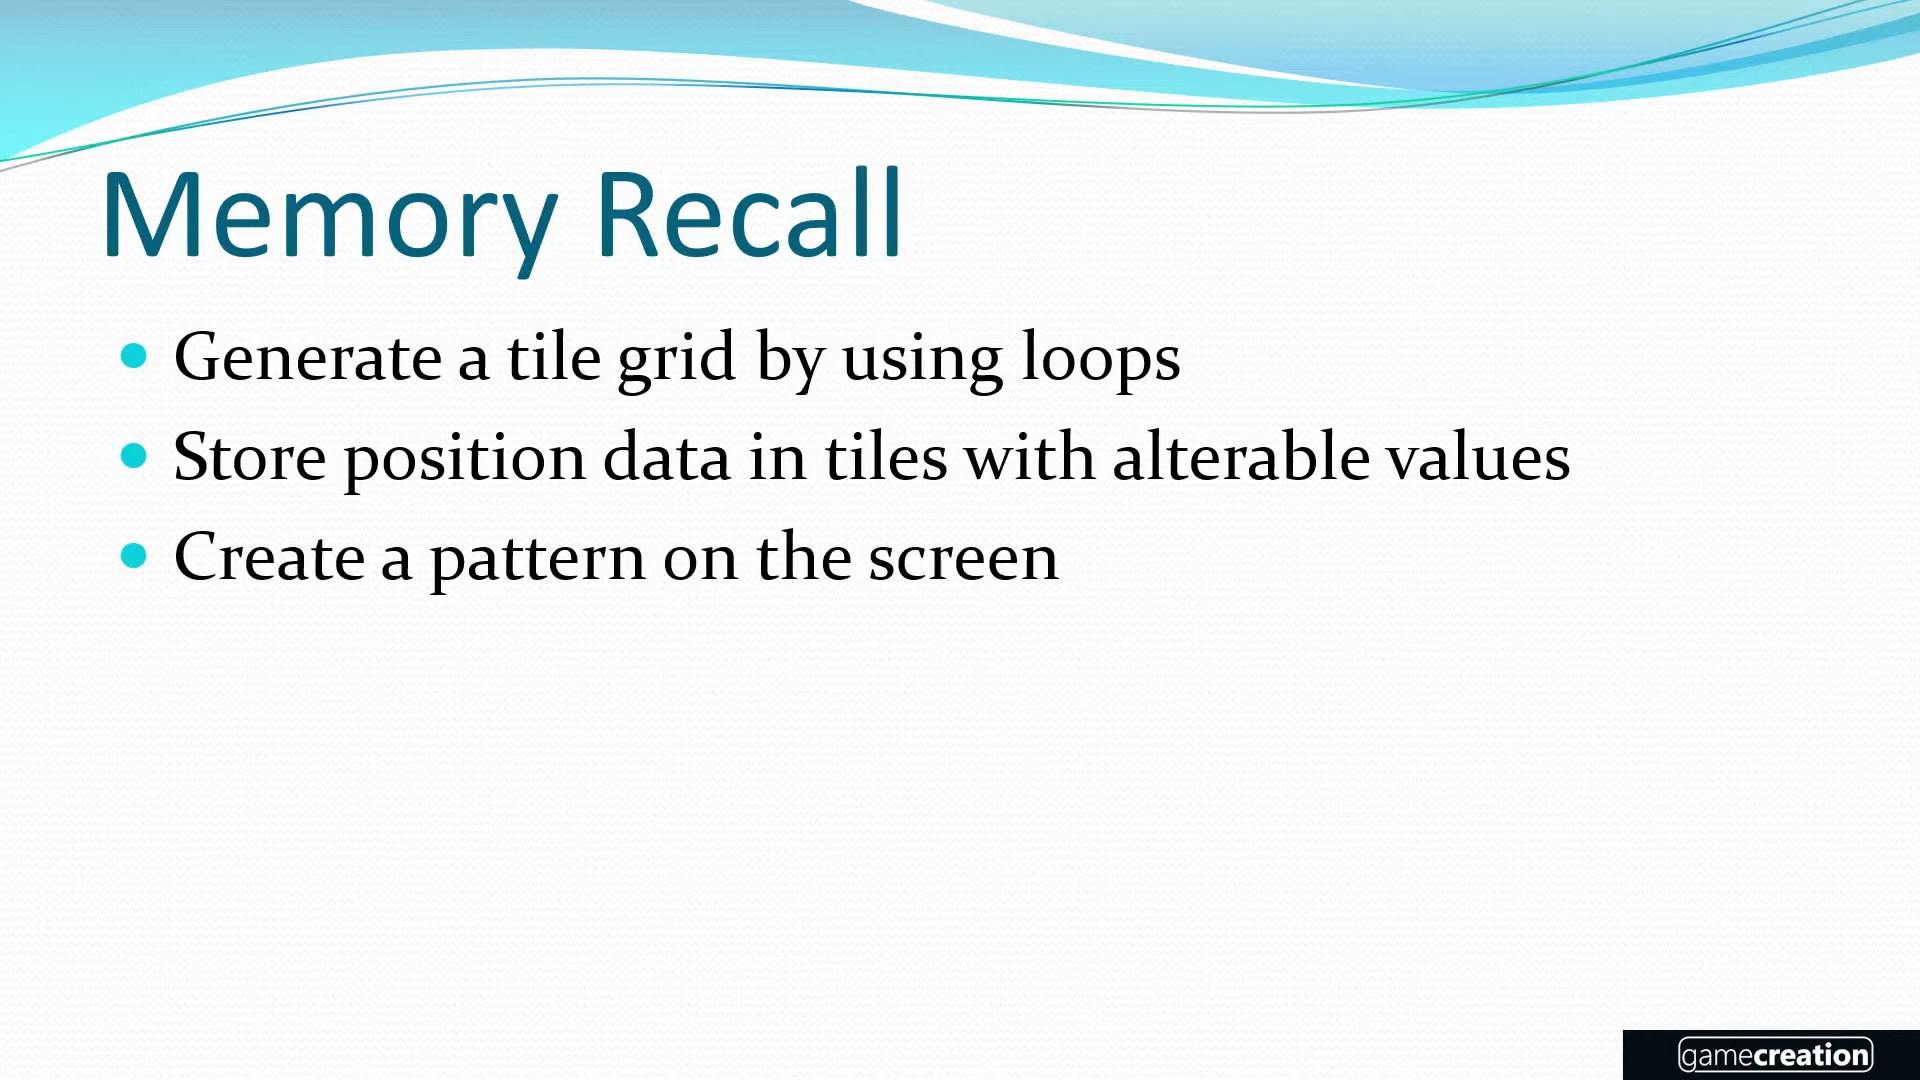 Memory Recall
Generate a tile grid by using loops
Store position data in tiles with alterable values
Create a pattern on the screen
gamecreation